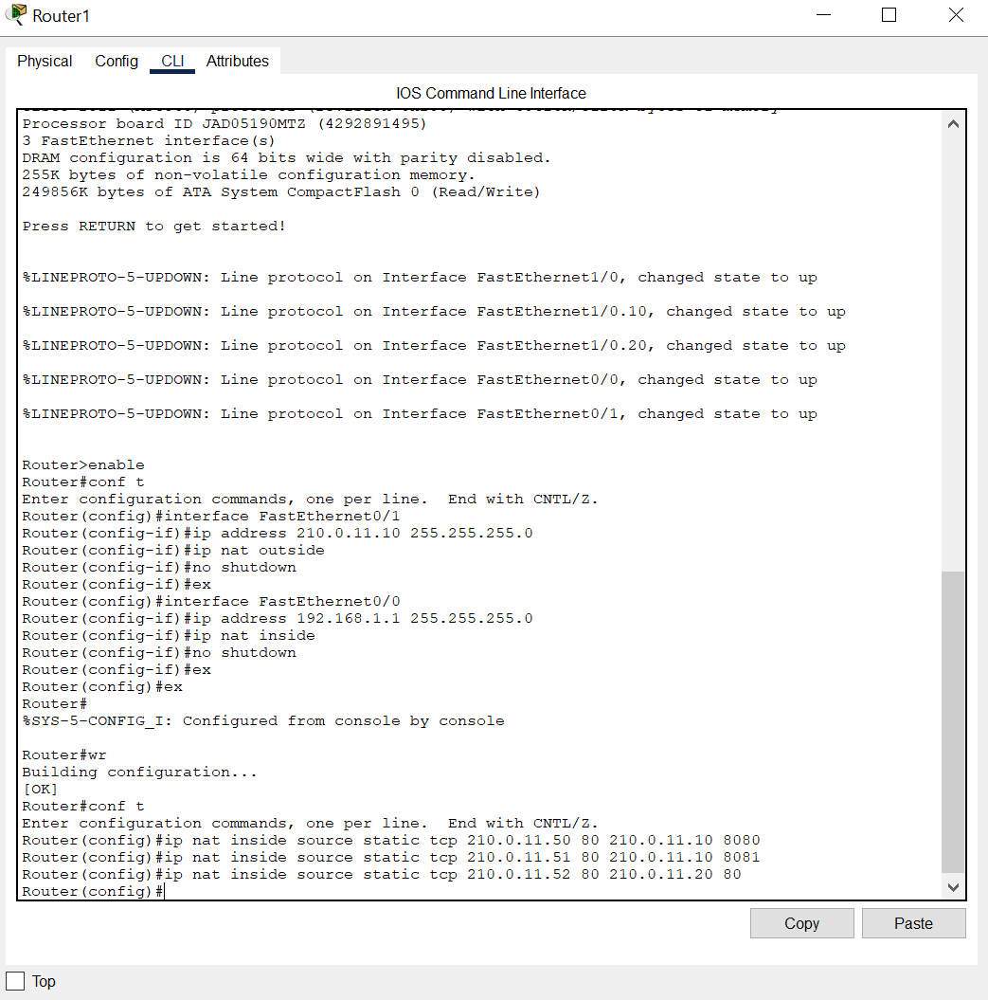 Router1
Physical Config CLI Attributes
IOS Command Line Interface
Processor board ID JAD05190MTZ (4292891495)
3 FastEthernet interface(s)
DRAM configuration is 64 bits wide with parity disabled.
255K bytes of non-volatile configuration memory.
249856K bytes of ATA System CompactFlash 0 (Read/Write)
Press RETURN to get started!
%LINEPROTO-5-UPDOWN: Line protocol on Interface FastEthernet1/0, changed state to up
%LINEPROTO-5-UPDOWN: Line protocol on Interface FastEthernet1/0.10, changed state to up
%LINEPROTO-5-UPDOWN: Line protocol on Interface FastEthernet1/0.20, changed state to up
%LINEPROTO-5-UPDOWN: Line protocol on Interface FastEthernet0/0, changed state to up
%LINEPROTO-5-UPDOWN: Line protocol on Interface FastEthernet0/1, changed state to up
Router>enable
Router#conf t
Enter configuration commands, one per line.  End with CNTL/Z.
Router(config)#interface FastEthernet0/1
Router(config-if)#ip address 210.0.11.10 255.255.255.0
Router(config-if)#ip nat outside
Router(config-if)#no shutdown
Router(config-if)#ex
Router(config)#interface FastEthernet0/0
Router(config-if)#ip address 192.168.1.1 255.255.255.0
Router(config-if)#ip nat inside
Router(config-if)#no shutdown
Router(config-if)#ex
Router(config)#ex
Router#
%SYS-5-CONFIG_I: Configured from console by console
Router#wr
Building configuration...
[OK]
Router#conf t
Enter configuration commands, one per line.  End with CNTL/Z.
Router(config)#ip nat inside source static tcp 210.0.11.50 80 210.0.11.10 8080
Router(config)#ip nat inside source static tcp 210.0.11.51 80 210.0.11.10 8081
Router(config)#ip nat inside source static tcp 210.0.11.52 80 210.0.11.20 80
Router(config)#
Copy Paste
Top